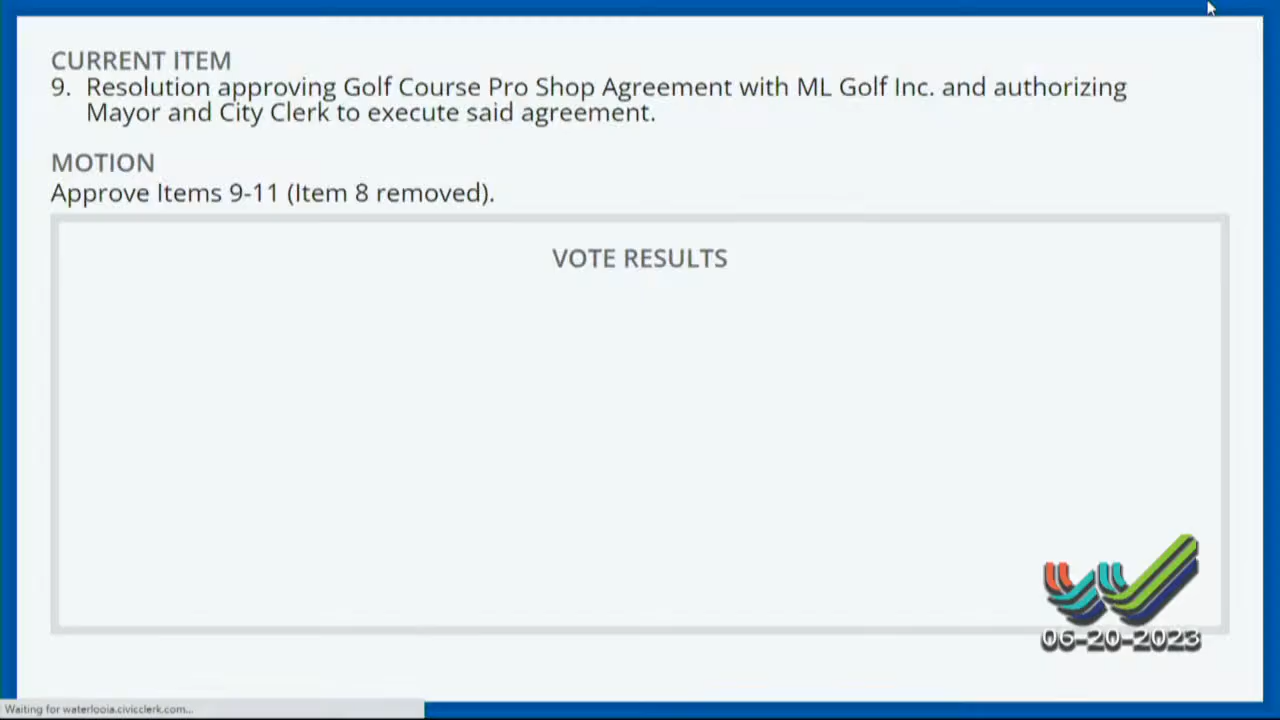 CURRENT ITEM
9. Resolution approving Golf Course Pro Shop Agreement with ML Golf Inc. and authorizing
Mayor and City Clerk to execute said agreement.
MOTION
Approve Items 9-11 (Item 8 removed).
VOTE RESULTS
06-20-2023
Waiting for waterlooia.civicclerk.com...